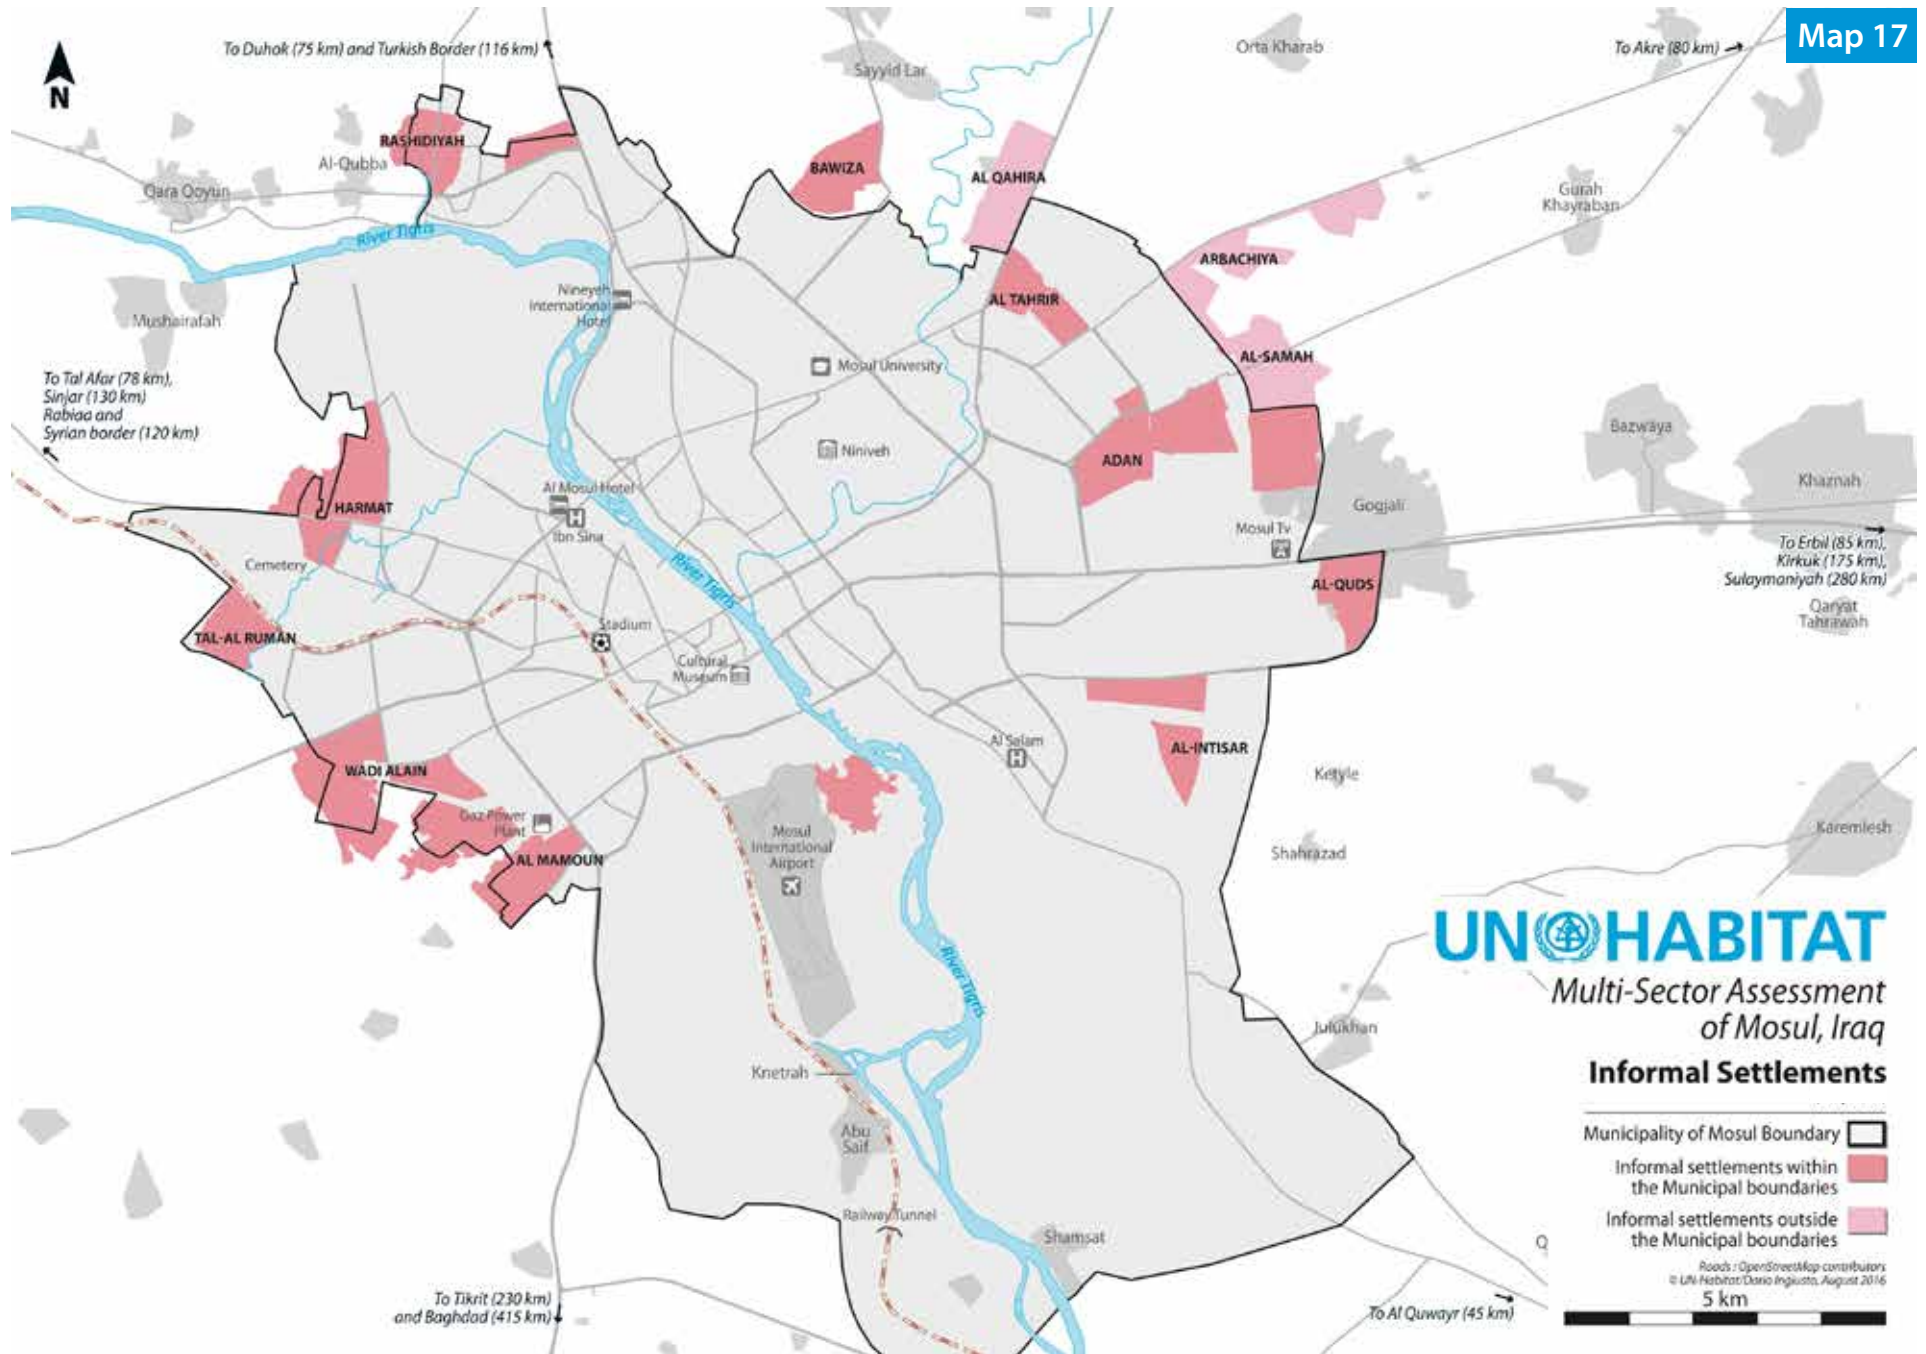 Map 17
To Duhok (75 km) and Turkish Border (116 km)
N
Sayyid Lar
Orta Kharab
To Akre (80 km)
RASHIDIYAH
Al-Qubba
Qara Qoyun
BAWIZA
AL QAHIRA
Gurah
Khayraban
River Tigris
ARBACHIYA
Nineyeh
International
Hotel
AL TAHRIR
Mushairafah
Mosul University
AL-SAMAH
To Tal Afar (78 km),
Sinjar (130 km)
Rabiaa and
Syrian border (120 km)
Bazwaya
Niniveh
ADAN
Khaznah
Al Mosul Hotel
HARMAT
Gogjali
Ibn Sina
Mosul Tv
Cemetery
River Tigris
To Erbil (85 km),
Kirkuk (175 km),
Sulaymaniyah (280 km)
AL-QUDS
Qaryat
Tahrawah
TAL-AL RUMAN
Stadium
Cultural
Museum
Al Salam
AL-INTISAR
WADI ALAIN
Ketyle
Gaz Power
Plant
Mosul
International
Airport
Karemlesh
Shahrazad
AL MAMOUN
UN HABITAT
River Tigris
Multi-Sector Assessment
of Mosul, Iraq
Julukhan
Informal Settlements
Knetrah
Abu
Saif
Municipality of Mosul Boundary
Informal settlements within
the Municipal boundaries
Railway Tunnel
Informal settlements outside
the Municipal boundaries
Shamsat
Q
Roads : OpenStreetMap contributors
© UN-Habitat/Dario Ingiusto, August 2016
To Tikrit (230 km)
and Baghdad (415 km)
5 km
To Al Quwayr (45 km)